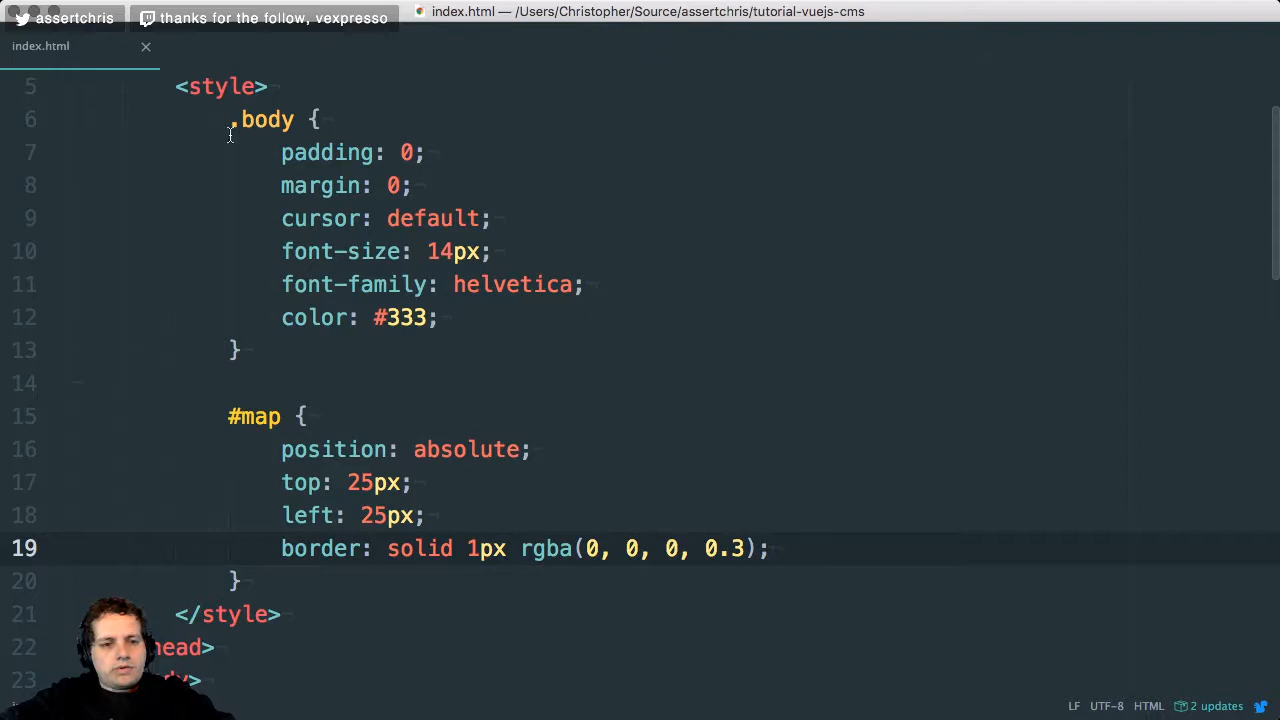 assertchris
thanks for the follow, vexpresso
index.html — /Users/Christopher/Source/assertchris/tutorial-vuejs-cms
index.html
5 <style>
6 .body {
7 padding: 0;
8 margin: 0;
9 cursor: default;
10 font-size: 14px;
11 font-family: helvetica;
12 color: #333;
13 }
14
15 #map {
16 position: absolute;
17 top: 25px;
18 left: 25px;
19 border: solid 1px rgba(0, 0, 0, 0.3);
20 }
21 </style>
22 head>
23
LF UTF-8 HTML 2 updates